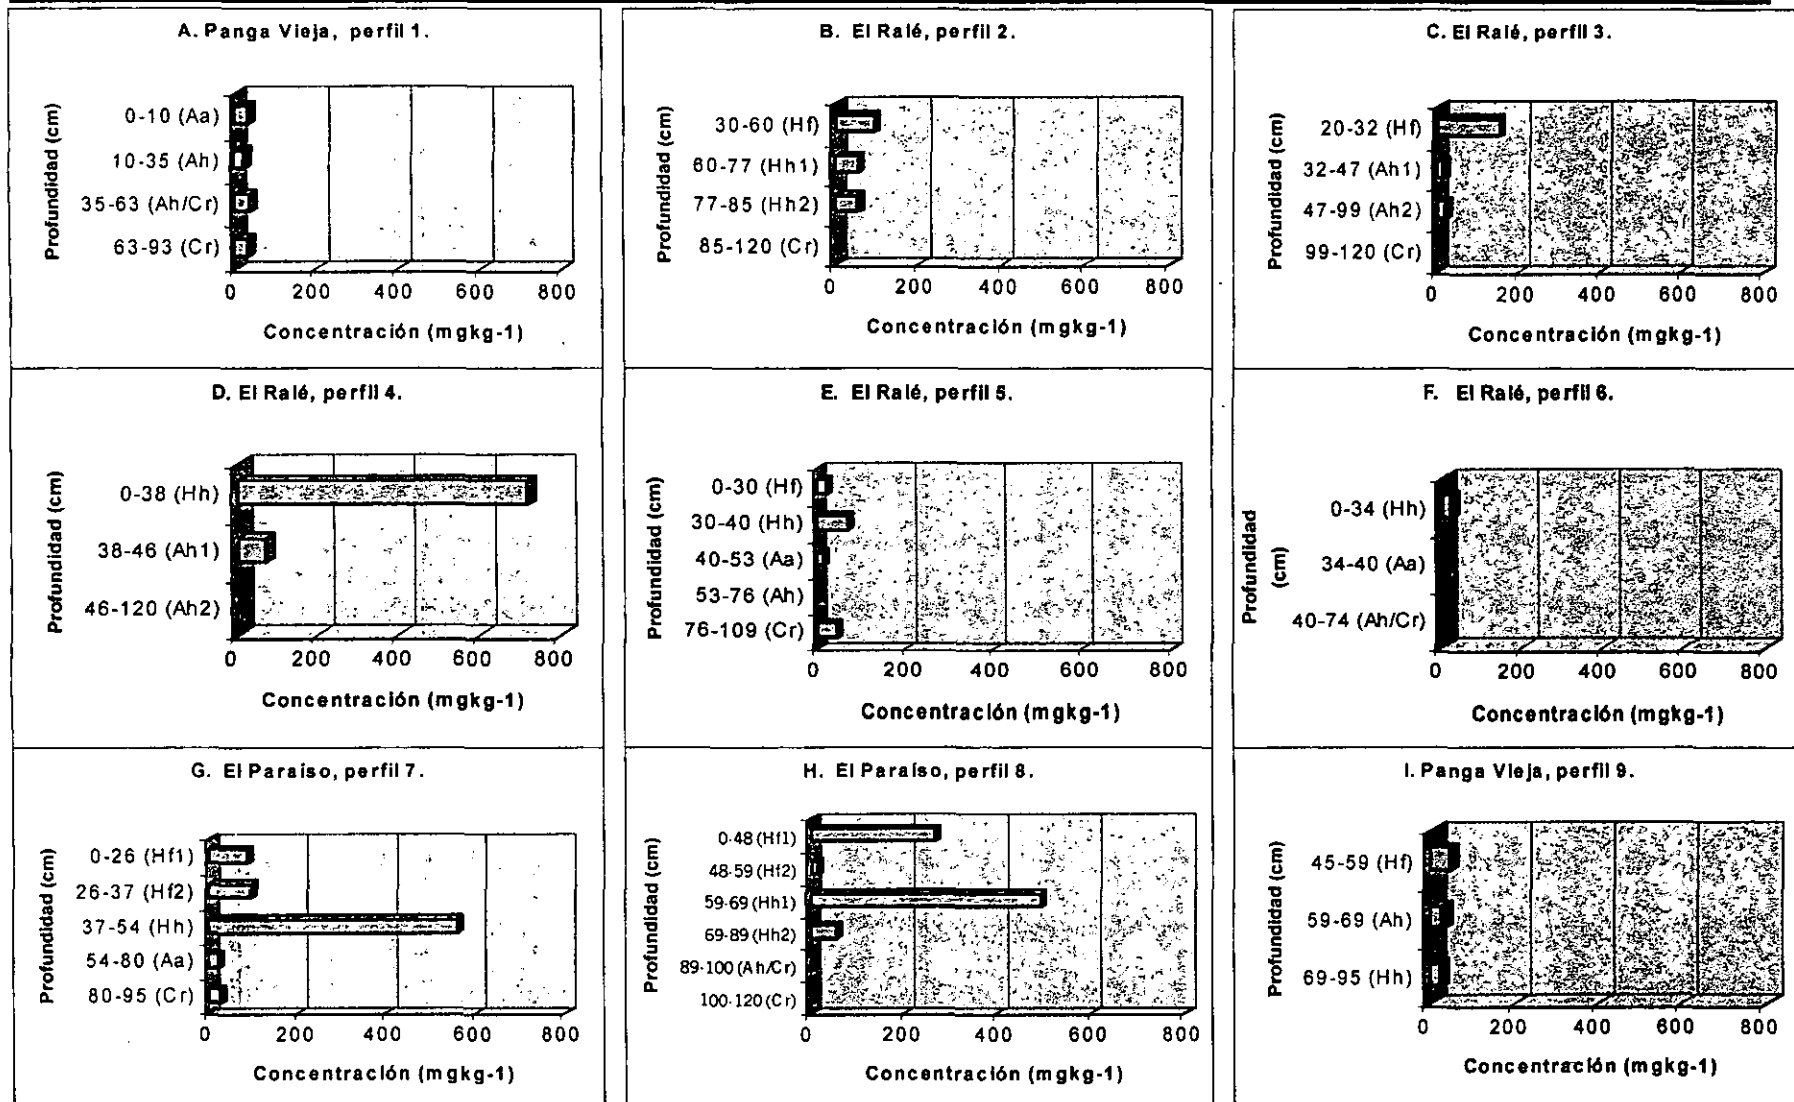 A. Panga Vieja, perfil 1.
Profundidad (cm)
0-10 (Aa)
10-35 (Ah)
35-63 (Ah/Cr)
63-93 (Cr)
0 200 400 600 800
Concentración (mgkg-1)
B. El Ralé, perfil 2.
Profundidad (cm)
30-60 (Hf)
60-77 (Hh1)
77-85 (Hh2)
85-120 (Cr)
0 200 400 600 800
Concentración (mgkg-1)
C. El Ralé, perfil 3.
Profundidad (cm)
20-32 (Hf)
32-47 (Ah1)
47-99 (Ah2)
99-120 (Cr)
0 200 400 600 800
Concentración (mgkg-1)
D. El Ralé, perfil 4.
Profundidad (cm)
0-38 (Hh)
38-46 (Ah1)
46-120 (Ah2)
0 200 400 600 800
Concentración (mgkg-1)
E. El Ralé, perfil 5.
Profundidad (cm)
0-30 (Hf)
30-40 (Hh)
40-53 (Aa)
53-76 (Ah)
76-109 (Cr)
0 200 400 600 800
Concentración (mgkg-1)
F. El Ralé, perfil 6.
Profundidad
(cm)
0-34 (Hh)
34-40 (Aa)
40-74 (Ah/Cr)
0 200 400 600 800
Concentración (mgkg-1)
G. El Paraíso, perfil 7.
Profundidad (cm)
0-26 (Hf1)
26-37 (Hf2)
37-54 (Hh)
54-80 (Aa)
80-95 (Cr)
0 200 400 600 800
Concentración (mgkg-1)
H. El Paraíso, perfil 8.
Profundidad (cm)
0-48 (Hf1)
48-59 (Hf2)
59-69 (Hh1)
69-89 (Hh2)
89-100 (Ah/Cr)
100-120 (Cr)
0 200 400 600 800
Concentración (mgkg-1)
I. Panga Vieja, perfil 9.
Profundidad (cm)
45-59 (Hf)
59-69 (Ah)
69-95 (Hh)
0 200 400 600 800
Concentración (mgkg-1)